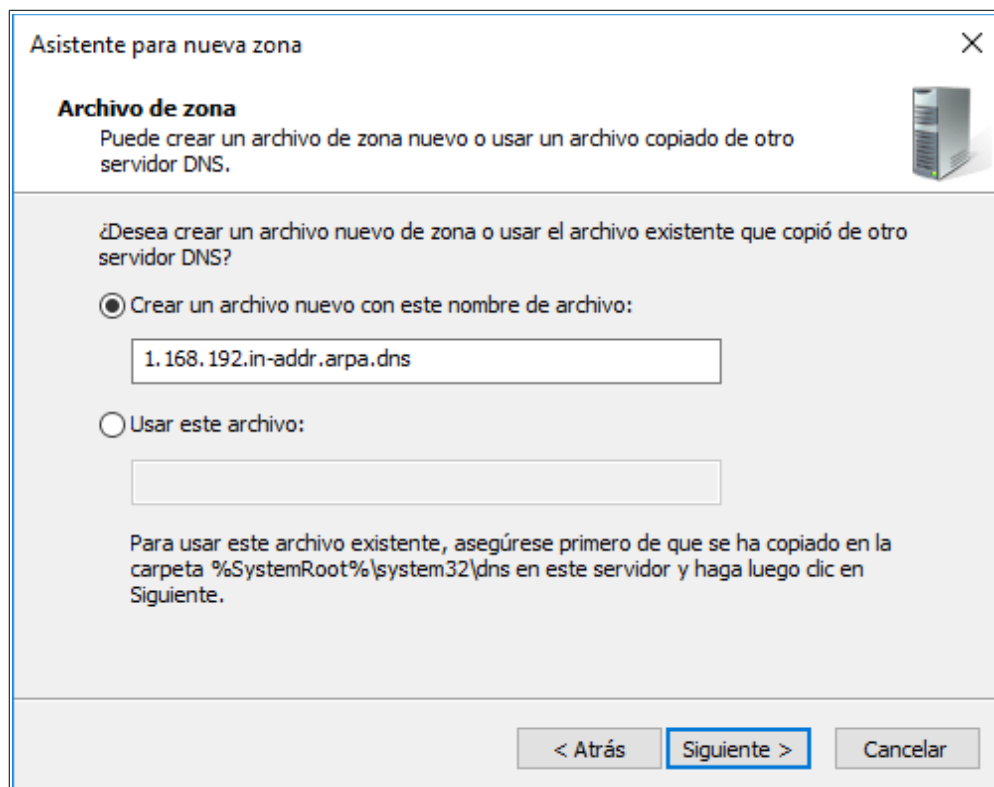 Asistente para nueva zona
Archivo de zona
Puede crear un archivo de zona nuevo o usar un archivo copiado de otro
servidor DNS.
¿Desea crear un archivo nuevo de zona o usar el archivo existente que copió de otro
servidor DNS?
Crear un archivo nuevo con este nombre de archivo:
1.168.192.in-addr.arpa.dns
Usar este archivo:
Para usar este archivo existente, asegúrese primero de que se ha copiado en la
carpeta %SystemRoot%\system32\dns en este servidor y haga luego clic en
Siguiente.
< Atrás Siguiente > Cancelar